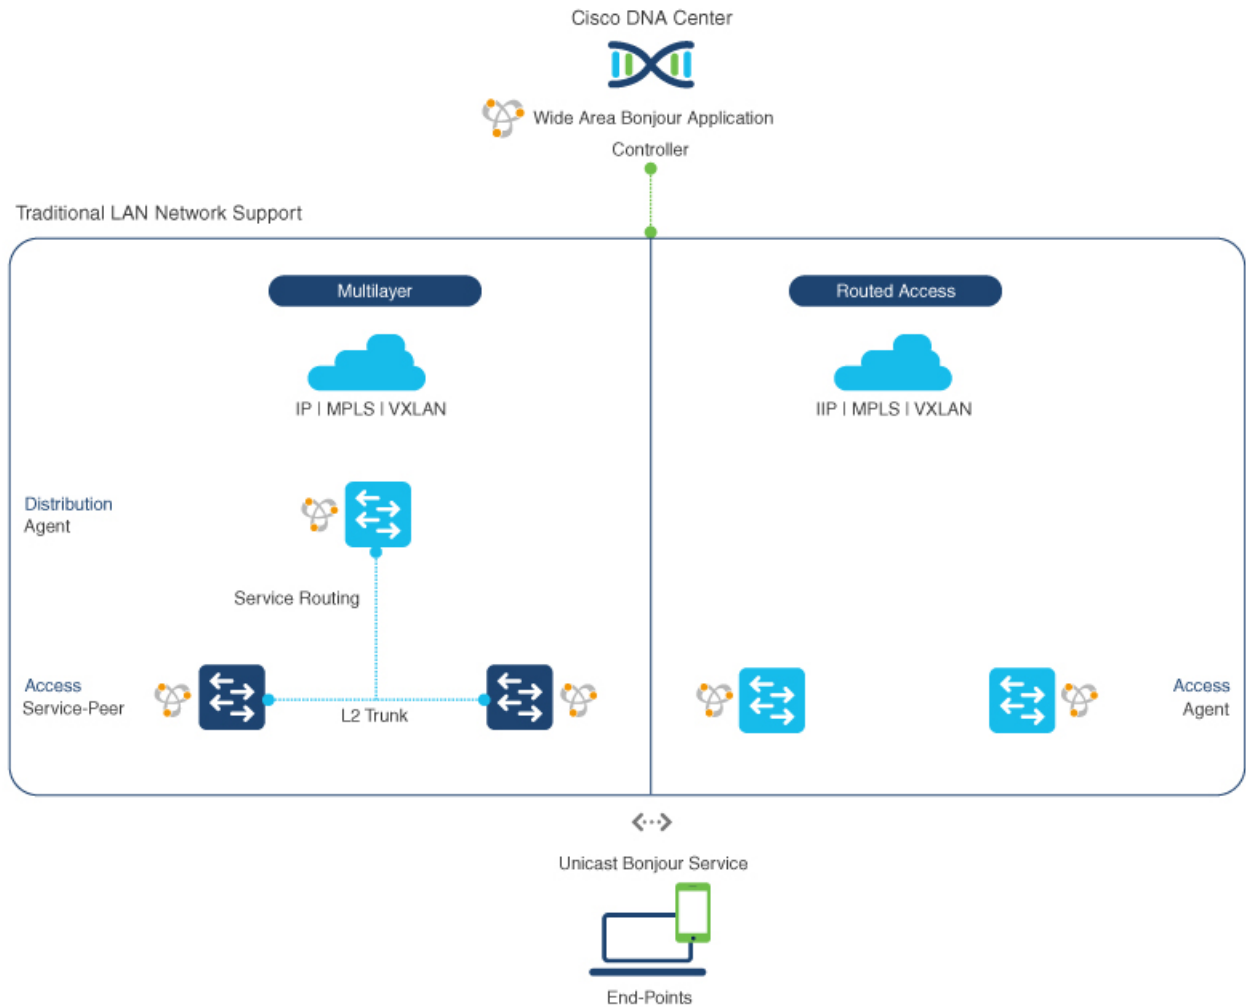 Cisco DNA Center
Wide Area Bonjour Application
Controller
Traditional LAN Network Support
Multilayer
Routed Access
IP | MPLS | VXLAN
IIP | MPLS | VXLAN
Distribution
Agent
Service Routing
Access
Service-Peer
L2 Trunk
Access
Agent
Unicast Bonjour Service
End-Points